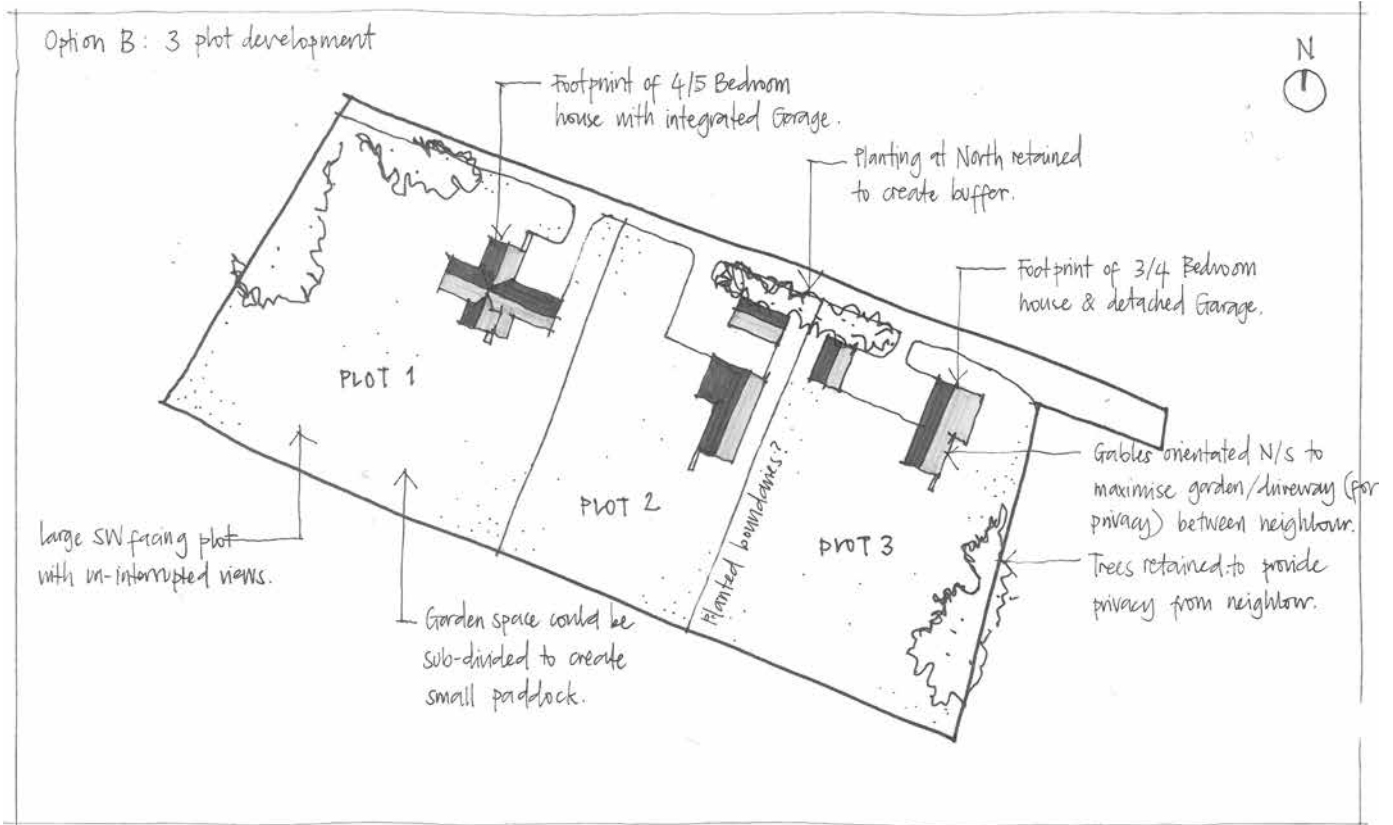 Option B: 3 plot development
N
Footprint of 4/5 Bedroom
house with integrated Garage.
Planting at North retained
to create buffer.
Footprint of 3/4 Bedroom
house & detached Garage.
PLOT 1
PLOT 2
PLOT 3
Planted boundaries?
Gables orientated N/S to
maximise garden/driveway (for
privacy) between neighbour.
Trees retained to provide
privacy from neighbour.
large SW facing plot
with un-interrupted views.
Garden space could be
sub-divided to create
small paddock.